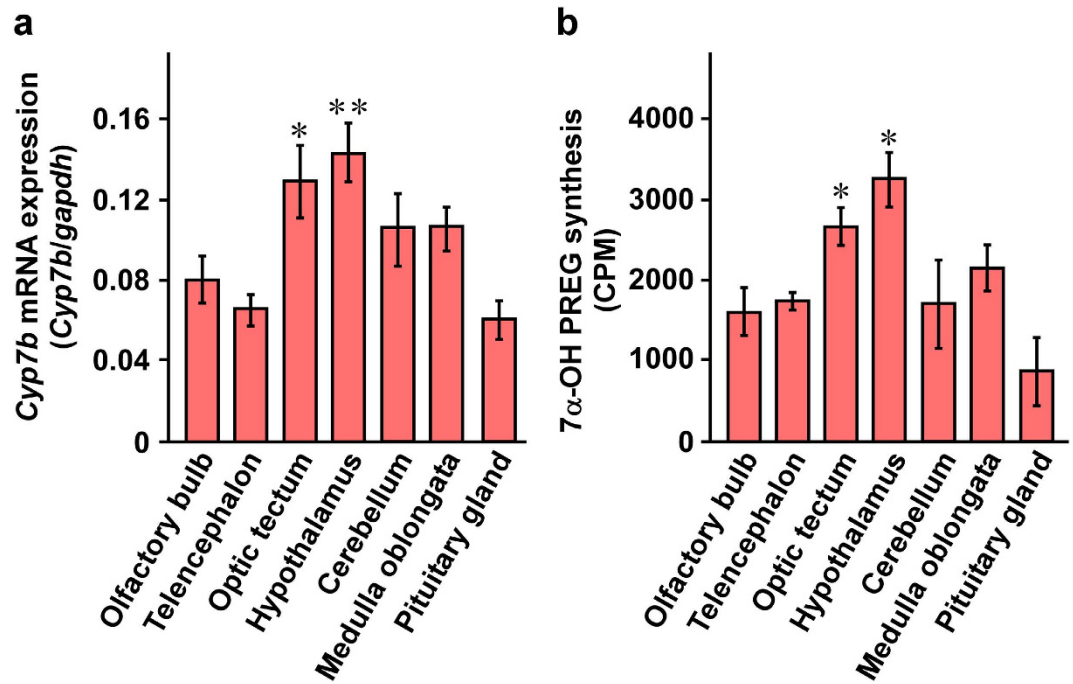 a
Cyp7b mRNA expression
(Cyp7b/gapdh)
0.16
0.12
0.08
0.04
0
*
**
Olfactory bulb
Telencephalon
Optic tectum
Hypothalamus
Cerebellum
Medulla oblongata
Pituitary gland
b
7α-OH PREG synthesis
(CPM)
4000
3000
2000
1000
0
*
*
Olfactory bulb
Telencephalon
Optic tectum
Hypothalamus
Cerebellum
Medulla oblongata
Pituitary gland